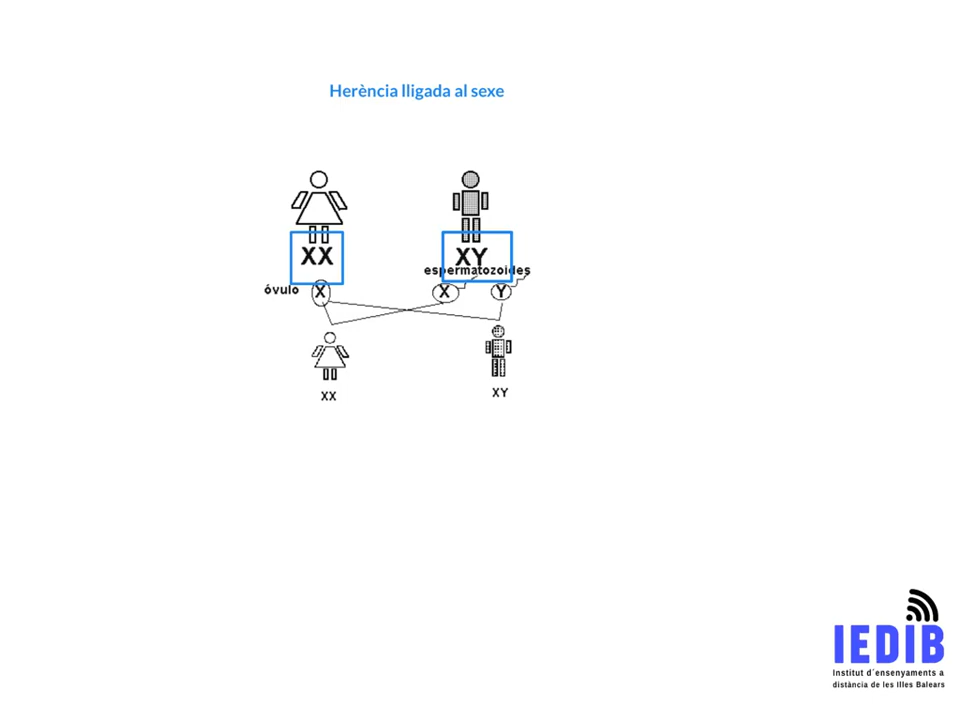 Herència lligada al sexe
XX
XY
espermatozoides
óvulo
X
X
Y
XX
XY
IEDIB
Institut d´ensenyaments a
distància de les Illes Balears